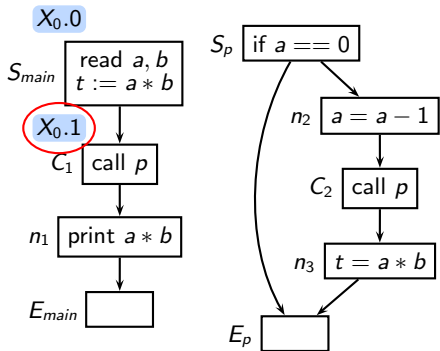 X₀.0
S_main
read a, b
t := a * b
X₀.1
C₁
call p
n₁
print a * b
E_main
S_p
if a == 0
n₂
a = a − 1
C₂
call p
n₃
t = a * b
E_p